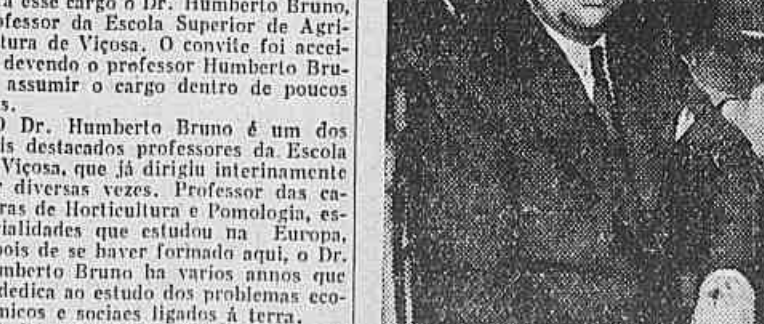 a esse cargo o Dr. Humberto Bruno,
ofessor da Escola Superior de Agri-
tura de Viçosa. O convite foi accei-
devendo o professor Humberto Bru-
assumir o cargo dentro de poucos
s.
O Dr. Humberto Bruno é um dos
is destacados professores da Escola
Viçosa, que já dirigiu interinamente
r diversas vezes. Professor das ca-
ras de Horticultura e Pomologia, es-
ialidades que estudou na Europa,
pois de se haver formado aqui, o Dr.
mberto Bruno ha varios annos que
dedica ao estudo dos problemas eco-
micos e sociaes ligados á terra.